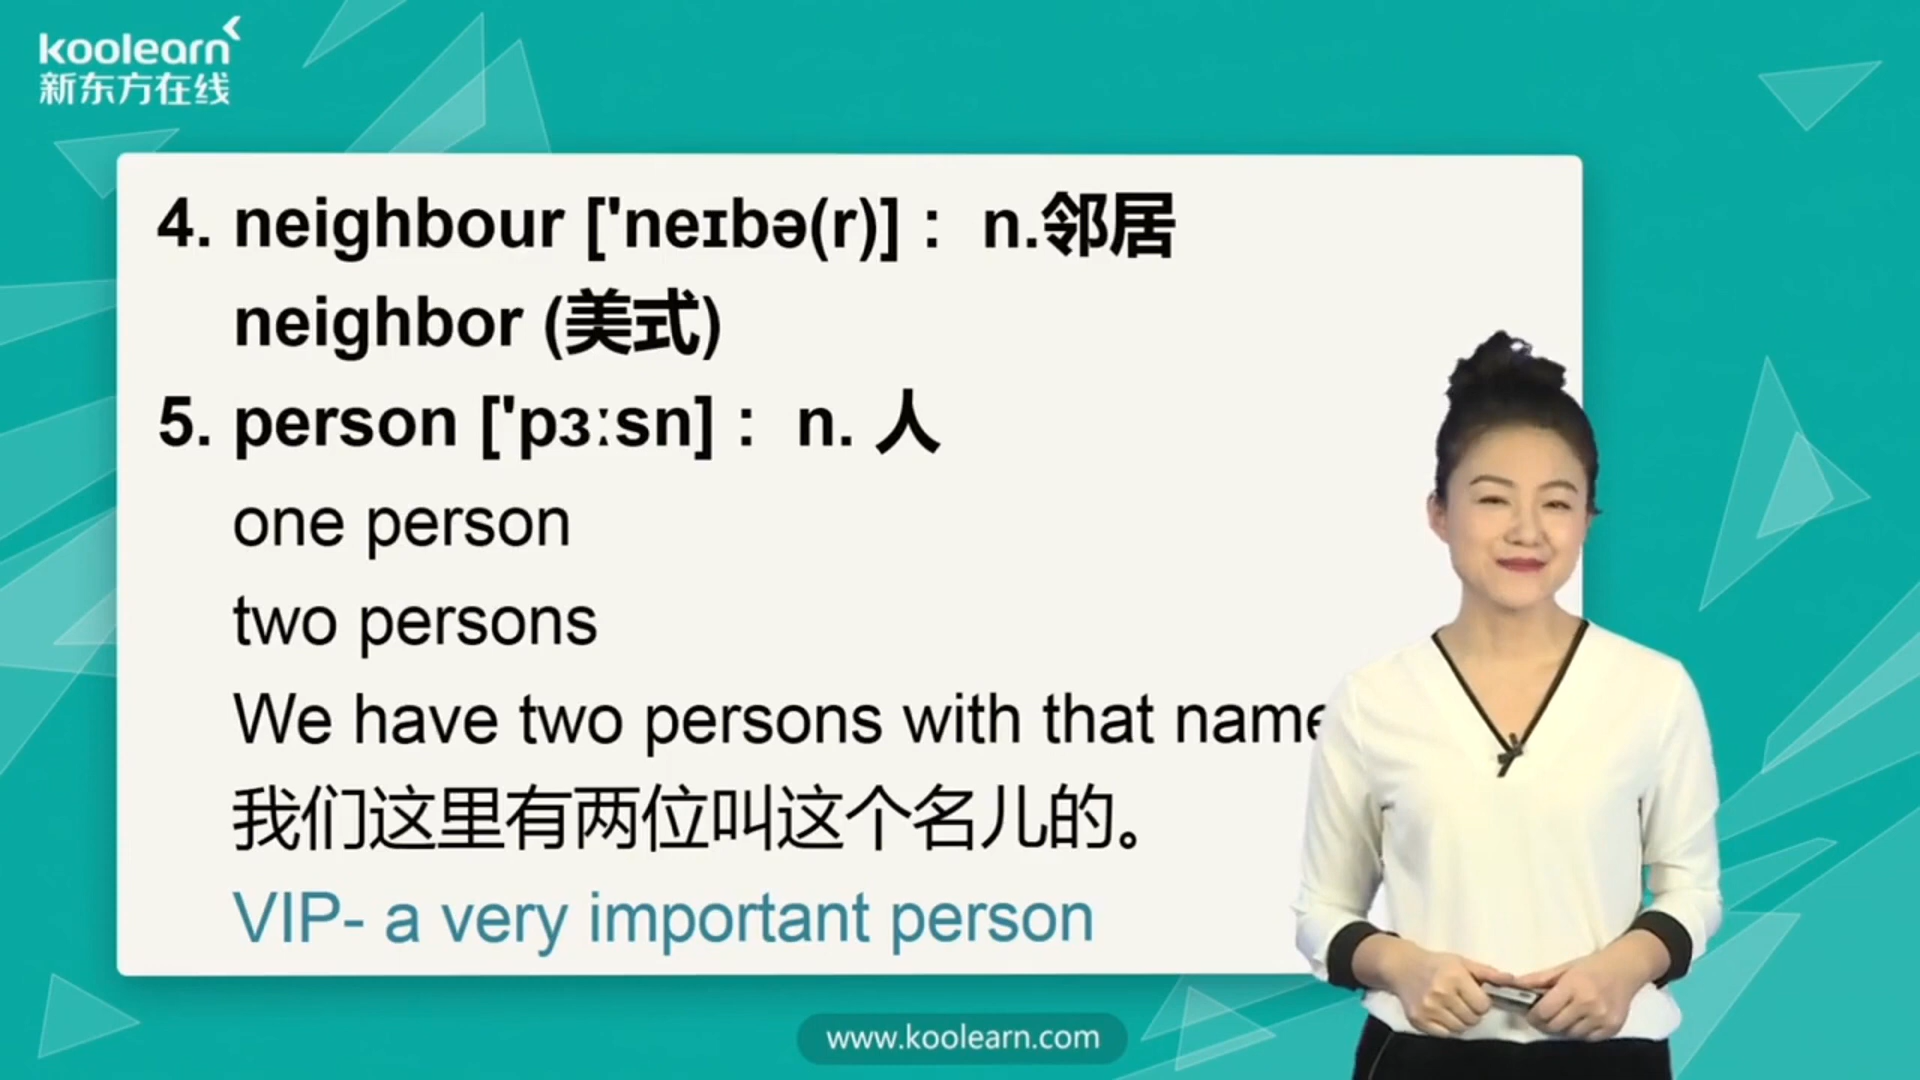 koolearn
新东方在线
4. neighbour ['neɪbə(r)] : n.邻居
neighbor (美式)
5. person ['pɜːsn] : n. 人
one person
two persons
We have two persons with that name
我们这里有两位叫这个名儿的。
VIP- a very important person
www.koolearn.com